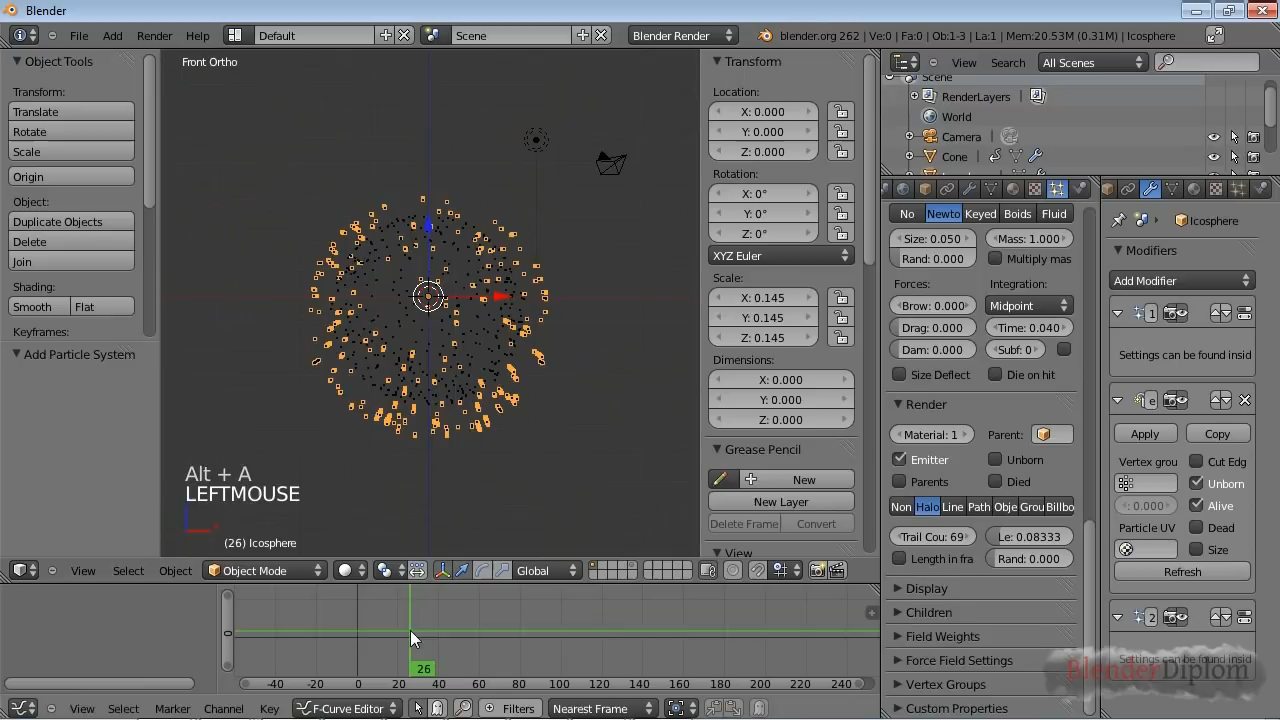 Blender
File Add Render Help Default Scene Blender Render blender.org 262 | Ve:0 | Fa:0 | Ob:1-3 | La:1 | Mem:20.53M (0.31M) | Icosphere
Object Tools
Transform:
Translate
Rotate
Scale
Origin
Object:
Duplicate Objects
Delete
Join
Shading:
Smooth Flat
Keyframes:
Add Particle System
Front Ortho
Alt + A
LEFTMOUSE
(26) Icosphere
Transform
Location:
X: 0.000
Y: 0.000
Z: 0.000
Rotation:
X: 0°
Y: 0°
Z: 0°
XYZ Euler
Scale:
X: 0.145
Y: 0.145
Z: 0.145
Dimensions:
X: 0.000
Y: 0.000
Z: 0.000
Grease Pencil
New
New Layer
Delete Frame Convert
View
View Search All Scenes
Scene
RenderLayers
World
Camera
Cone
No Newto Keyed Boids Fluid
Size: 0.050 Mass: 1.000
Rand: 0.000 Multiply mas
Forces: Integration:
Brow: 0.000 Midpoint
Drag: 0.000 Time: 0.040
Dam: 0.000 Subf: 0
Size Deflect Die on hit
Render
Material: 1 Parent:
Emitter Unborn
Parents Died
Non Halo Line Path Obje Grou Billbo
Trail Cou: 69 Le: 0.08333
Length in fra Rand: 0.000
Display
Children
Field Weights
Force Field Settings
Vertex Groups
Custom Properties
Icosphere
Modifiers
Add Modifier
1
Settings can be found insid
e
Apply Copy
Vertex grou Cut Edg
Unborn
: 0.000 Alive
Particle UV Dead
Size
Refresh
2
Settings can be found insid
BlenderDiplom
View Select Object Object Mode Global
0
26
-40 -20 0 20 40 60 80 100 120 140 160 180 200 220 240
View Select Marker Channel Key F-Curve Editor Filters Nearest Frame